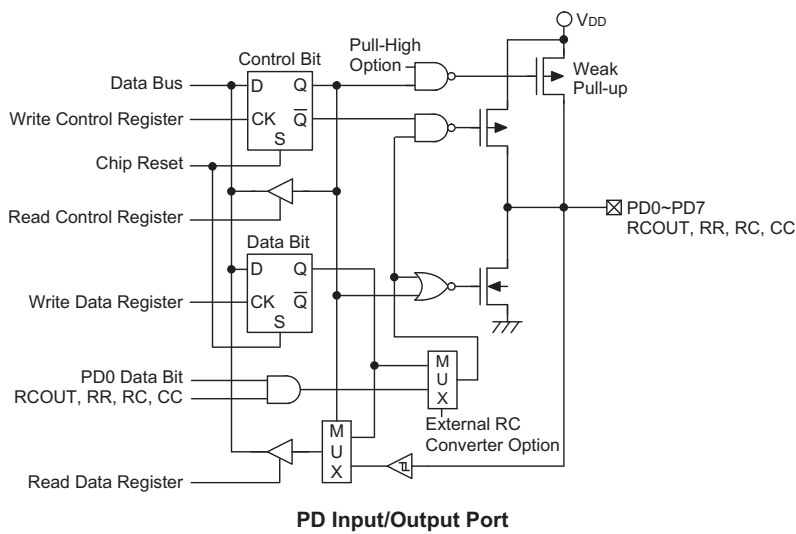 VDD
Pull-High
Option
Weak
Pull-up
Control Bit
Data Bus
D
Q
Write Control Register
CK
Q̅
S
Chip Reset
Read Control Register
PD0~PD7
RCOUT, RR, RC, CC
Data Bit
D
Q
Write Data Register
CK
Q̅
S
PD0 Data Bit
RCOUT, RR, RC, CC
M
U
X
External RC
Converter Option
M
U
X
Read Data Register
PD Input/Output Port